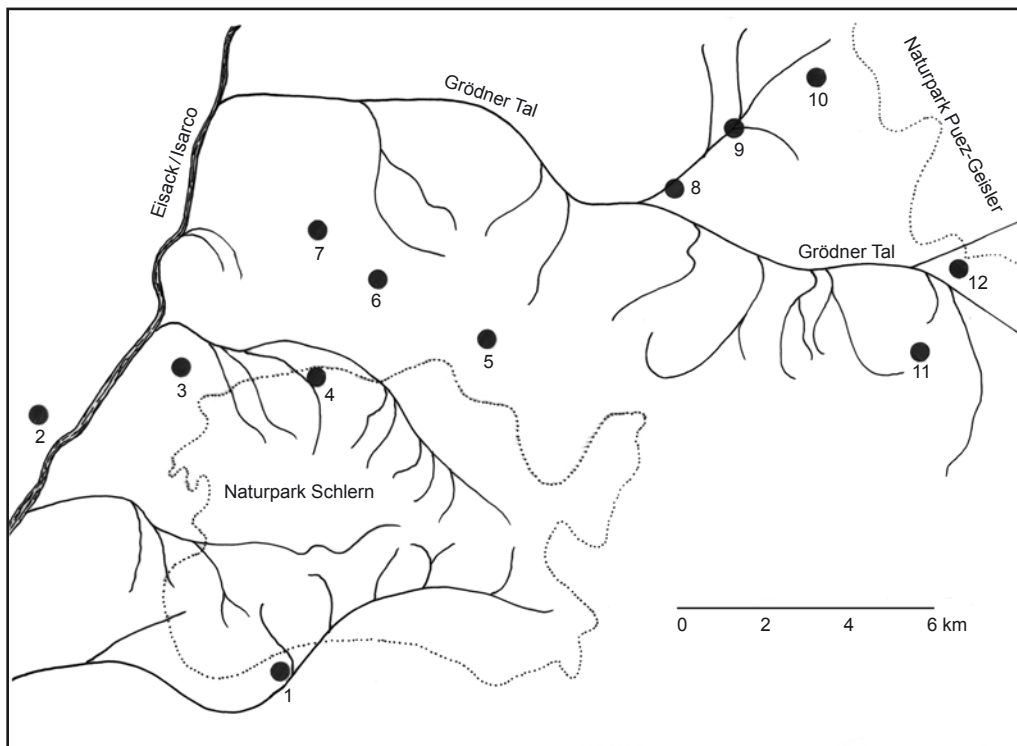 Grödner Tal
Naturpark Puez-Geisler
10
9
Eisack/Isarco
8
7
Grödner Tal
12
6
5
11
3
4
2
Naturpark Schlern
0 2 4 6 km
1